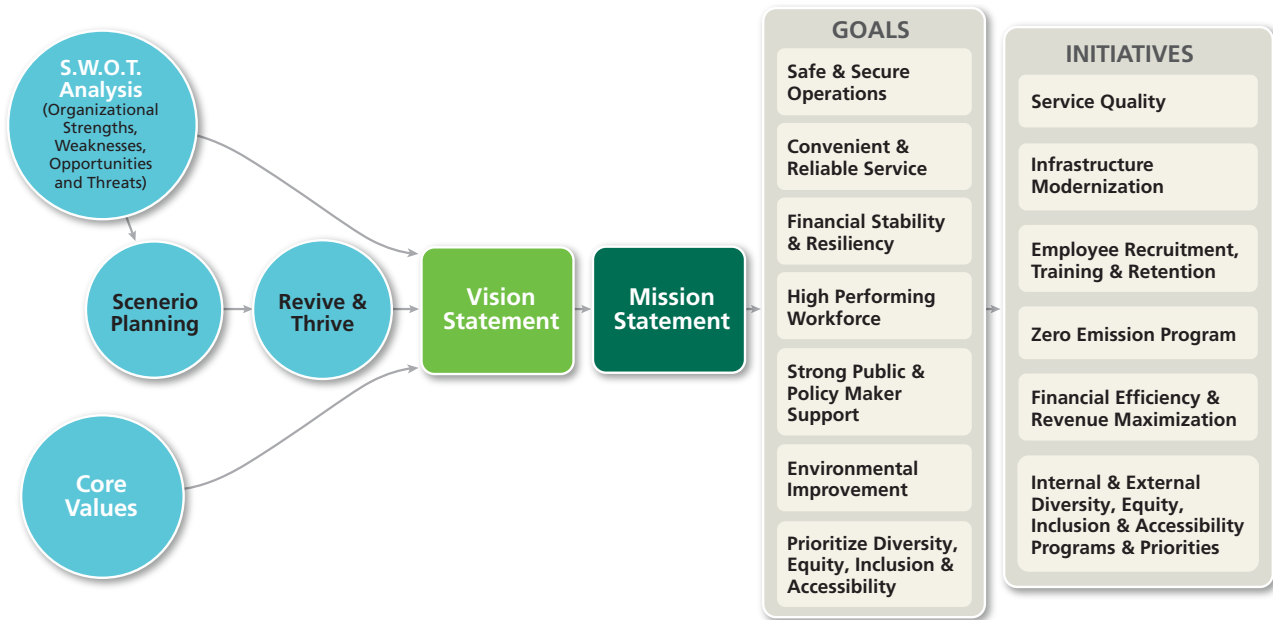 S.W.O.T.
Analysis
(Organizational
Strengths,
Weaknesses,
Opportunities
and Threats)
Scenerio
Planning
Revive &
Thrive
Core
Values
Vision
Statement
Mission
Statement
GOALS
Safe & Secure
Operations
Convenient &
Reliable Service
Financial Stability
& Resiliency
High Performing
Workforce
Strong Public &
Policy Maker
Support
Environmental
Improvement
Prioritize Diversity,
Equity, Inclusion &
Accessibility
INITIATIVES
Service Quality
Infrastructure
Modernization
Employee Recruitment,
Training & Retention
Zero Emission Program
Financial Efficiency &
Revenue Maximization
Internal & External
Diversity, Equity,
Inclusion & Accessibility
Programs & Priorities